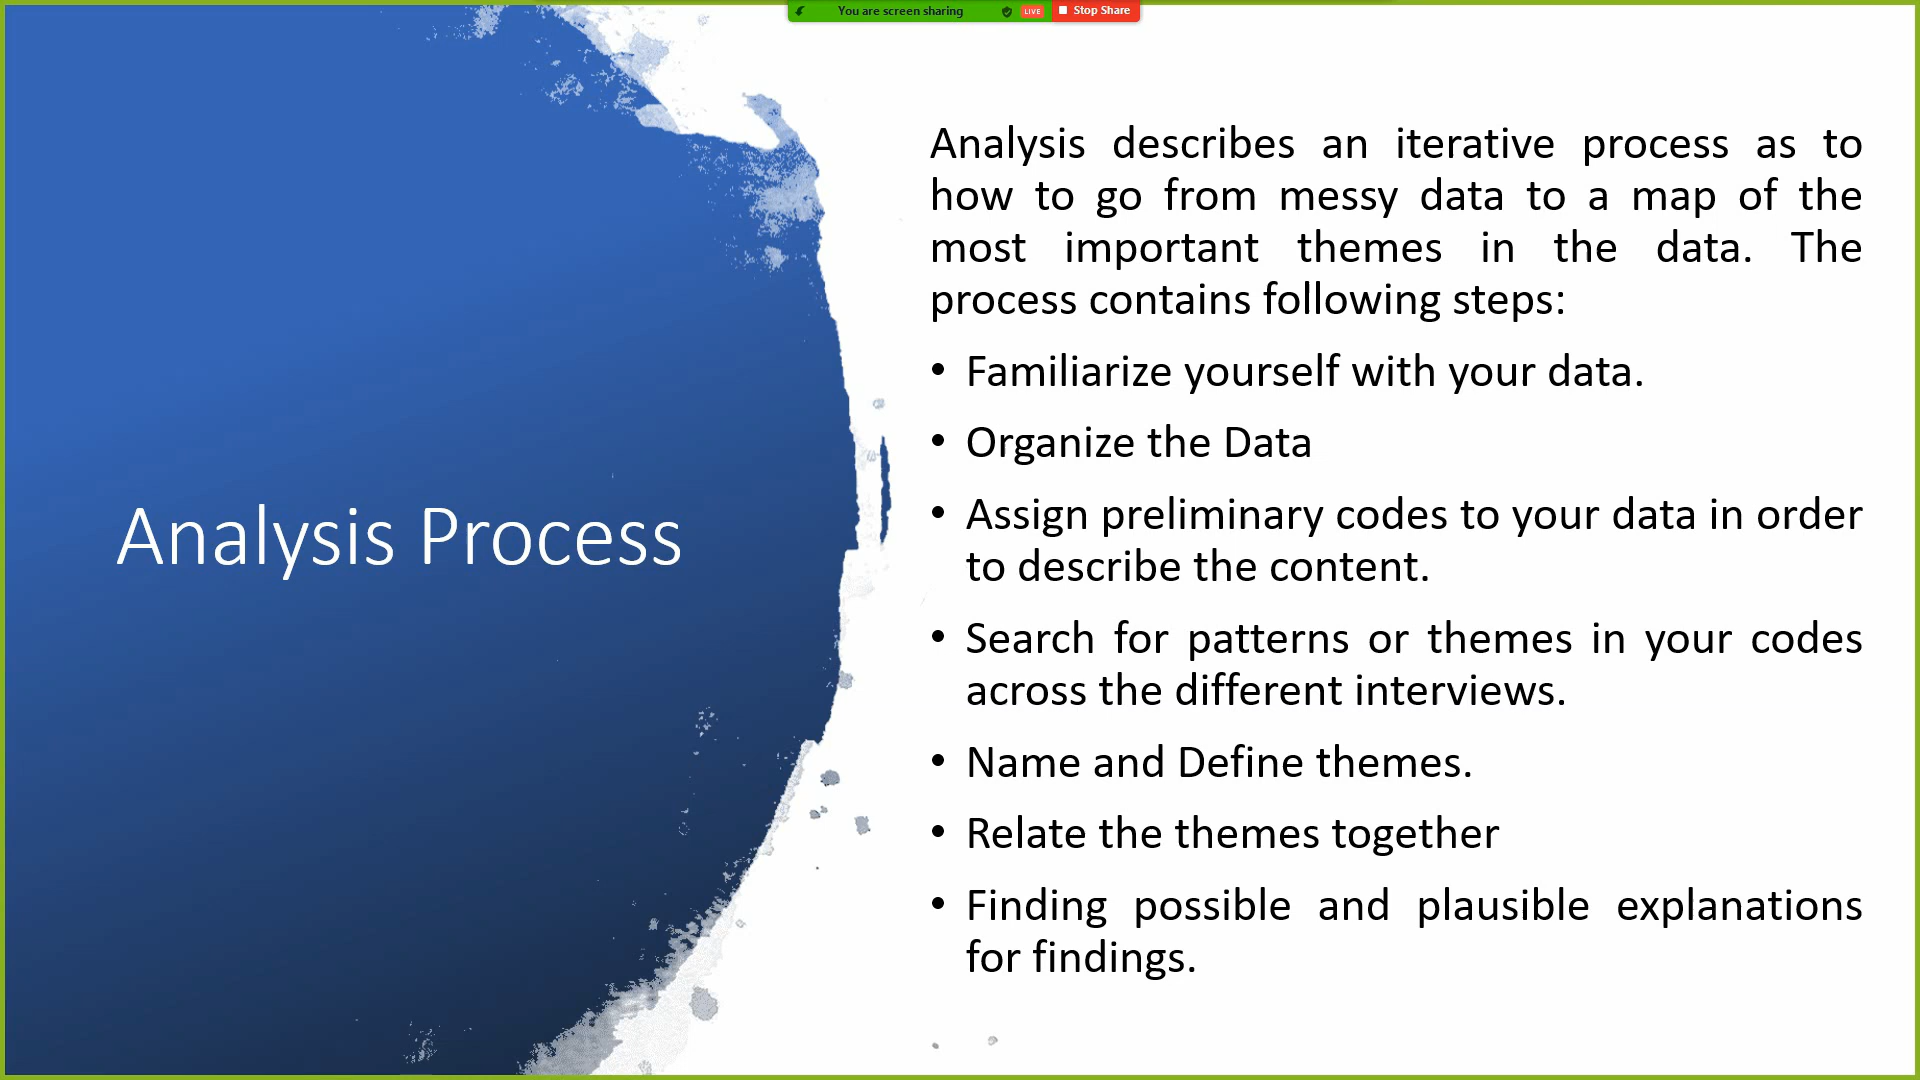 You are screen sharing
LIVE
Stop Share
Analysis Process
Analysis describes an iterative process as to
how to go from messy data to a map of the
most important themes in the data. The
process contains following steps:
• Familiarize yourself with your data.
• Organize the Data
• Assign preliminary codes to your data in order
to describe the content.
• Search for patterns or themes in your codes
across the different interviews.
• Name and Define themes.
• Relate the themes together
• Finding possible and plausible explanations
for findings.